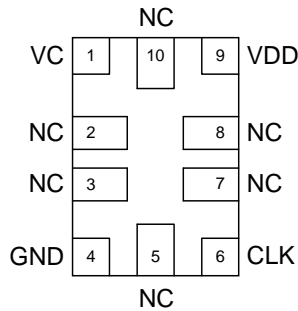 NC
VC 1 10 9 VDD
NC 2 8 NC
NC 3 7 NC
GND 4 5 6 CLK
NC